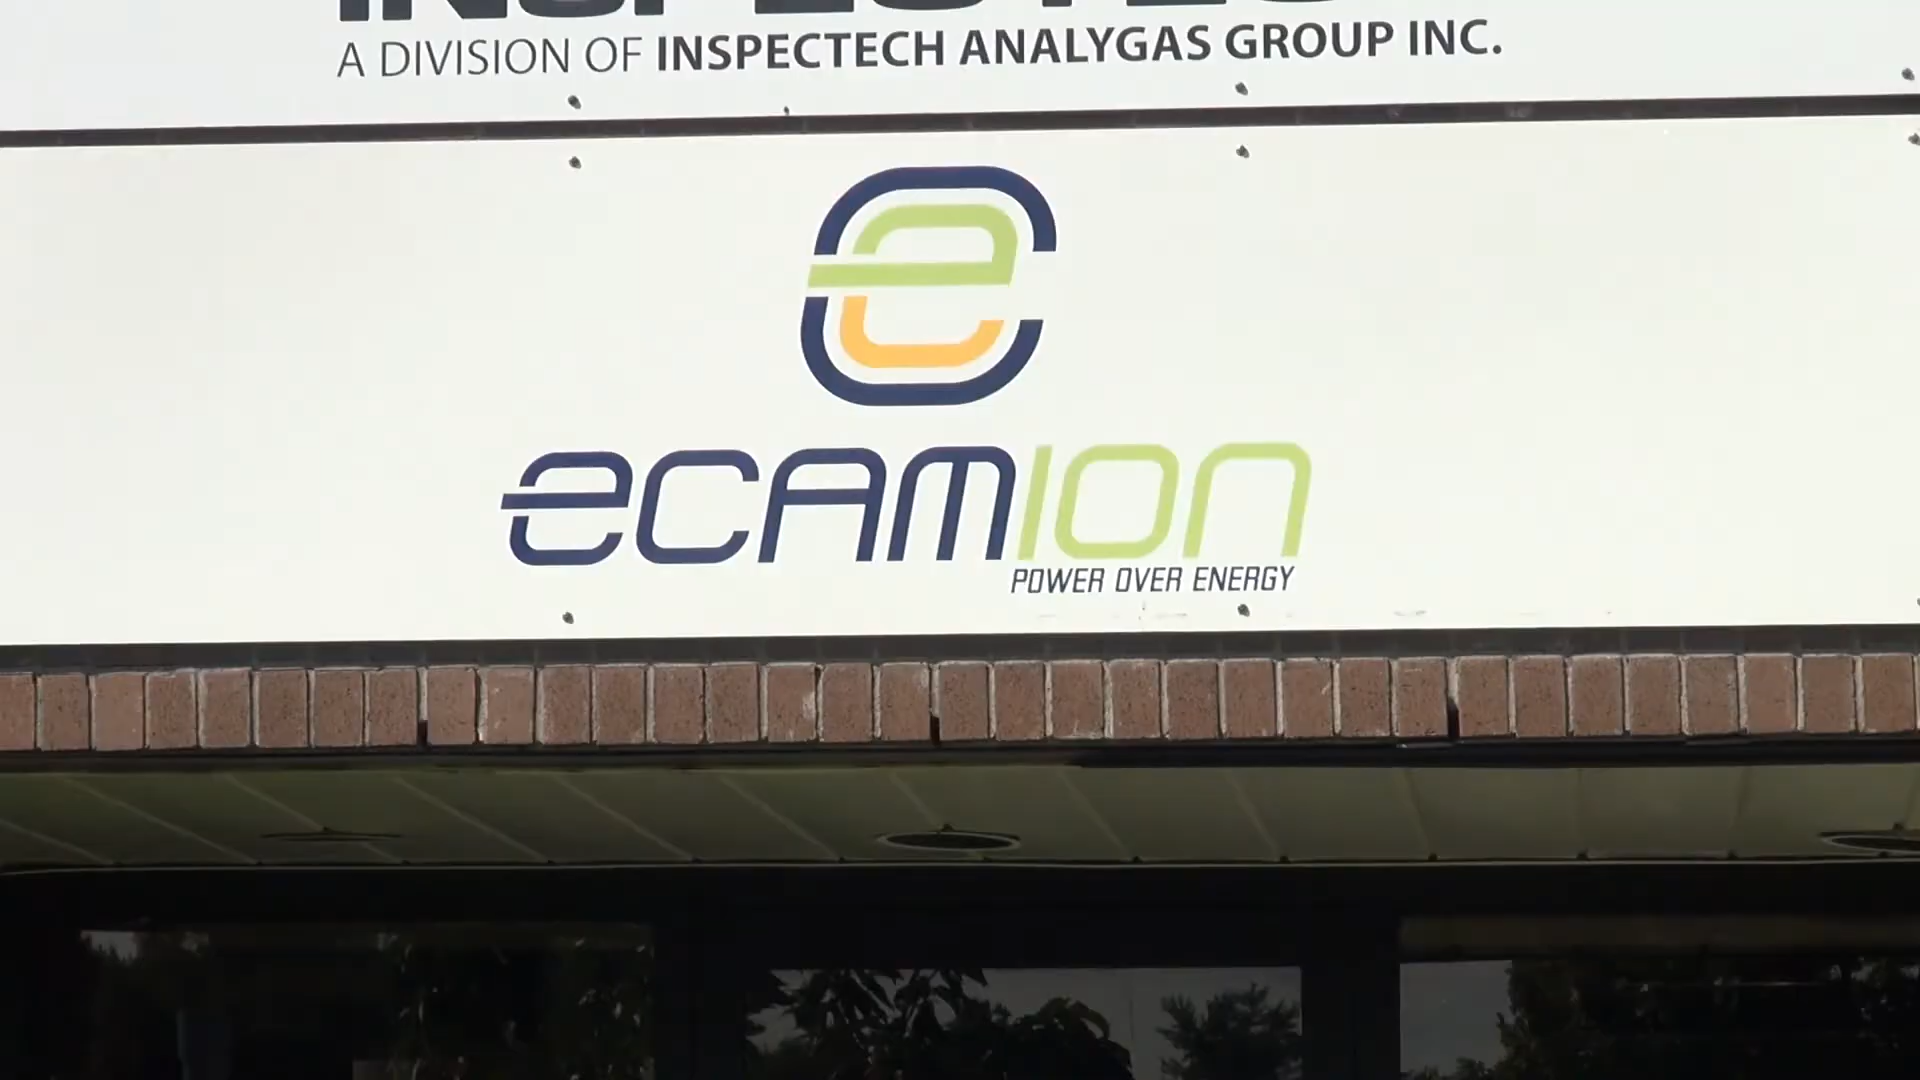 A DIVISION OF INSPECTECH ANALYGAS GROUP INC.
e
eCAMION
POWER OVER ENERGY